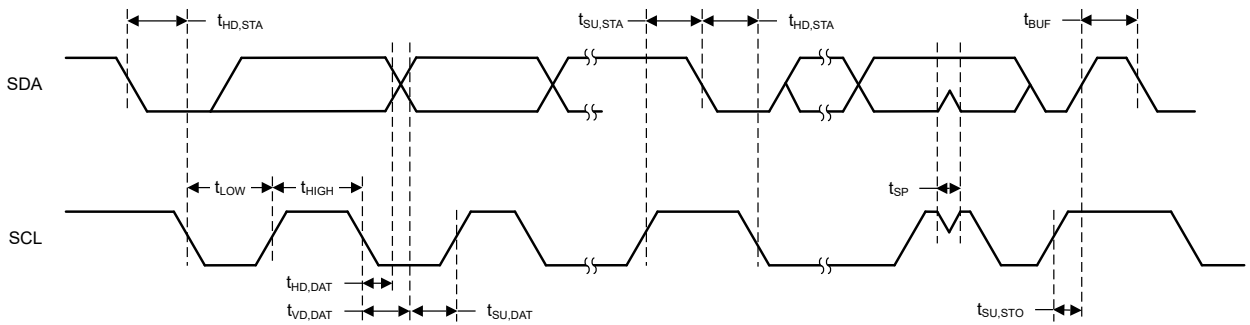 tHD,STA
tSU,STA
tHD,STA
tBUF
SDA
tLOW
tHIGH
tSP
SCL
tHD,DAT
tVD,DAT
tSU,DAT
tSU,STO